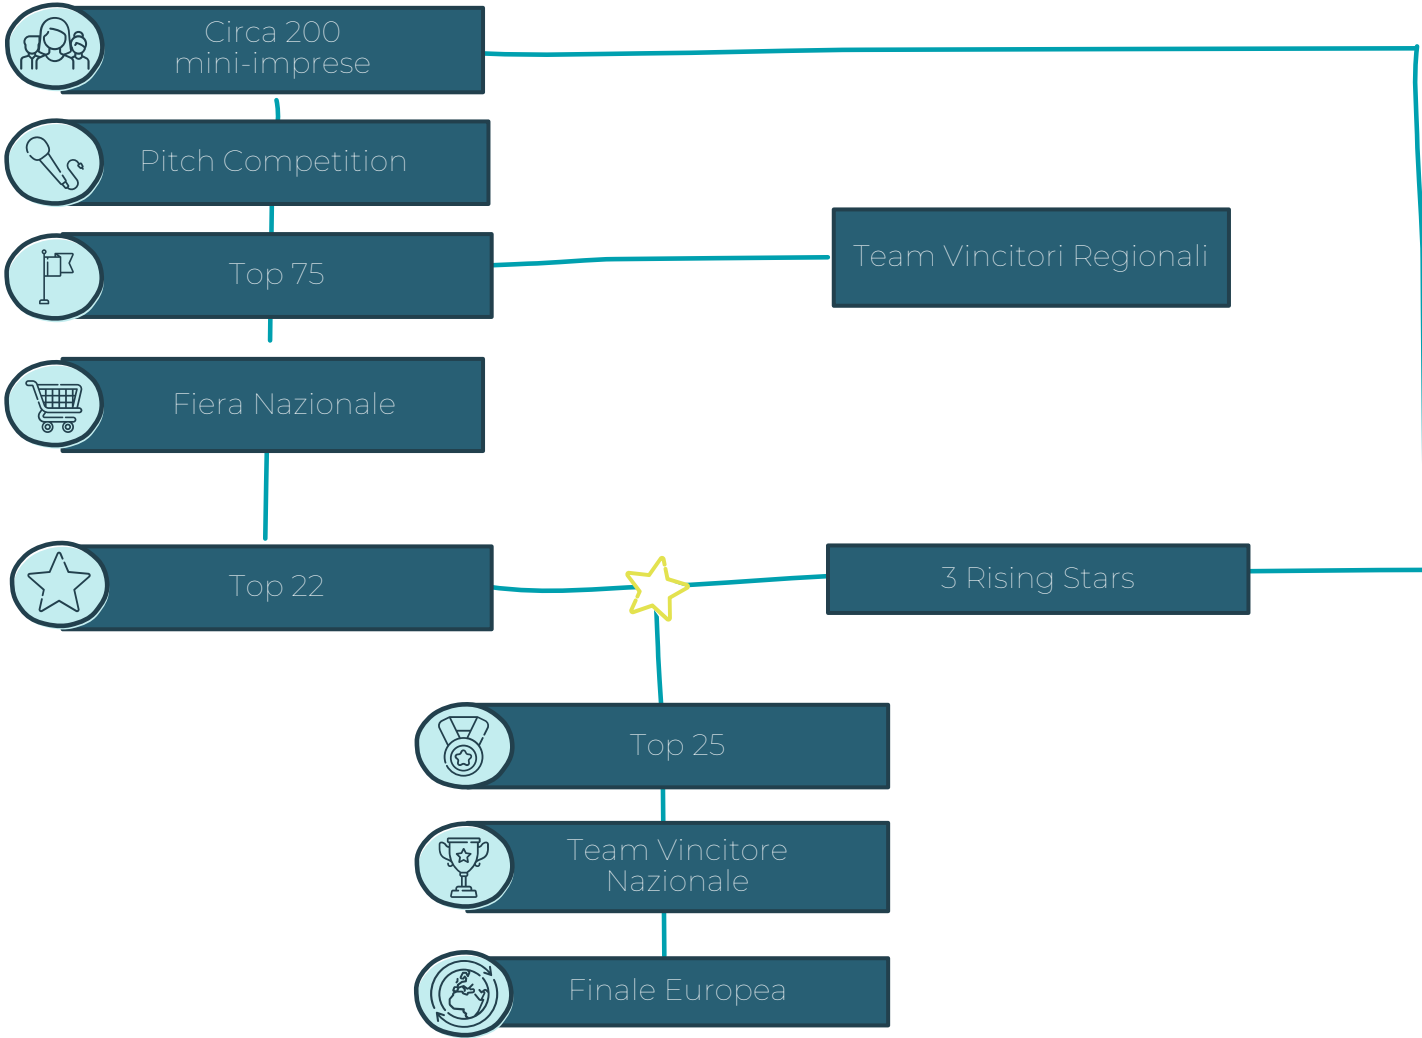 Circa 200
mini-imprese
Pitch Competition
Top 75
Team Vincitori Regionali
Fiera Nazionale
Top 22
3 Rising Stars
Top 25
Team Vincitore
Nazionale
Finale Europea